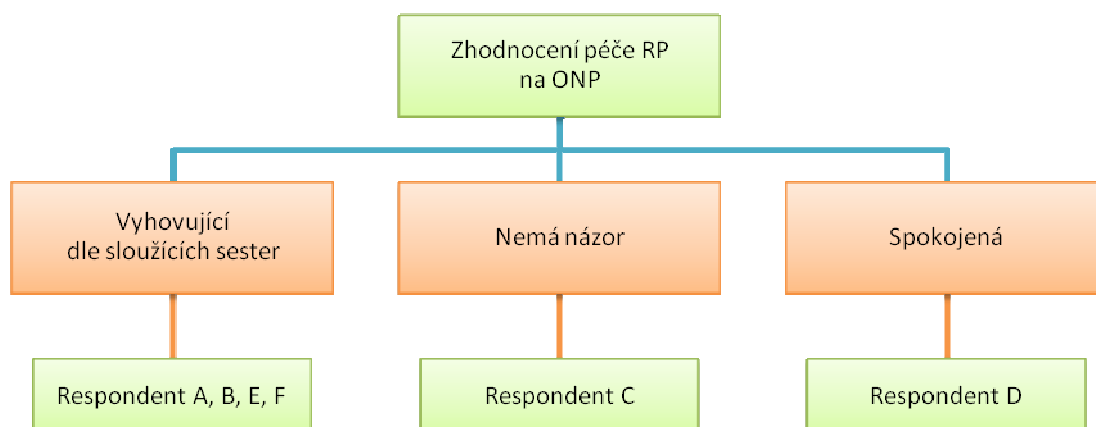 Zhodnocení péče RP
na ONP
Vyhovující
dle sloužících sester
Nemá názor
Spokojená
Respondent A, B, E, F
Respondent C
Respondent D